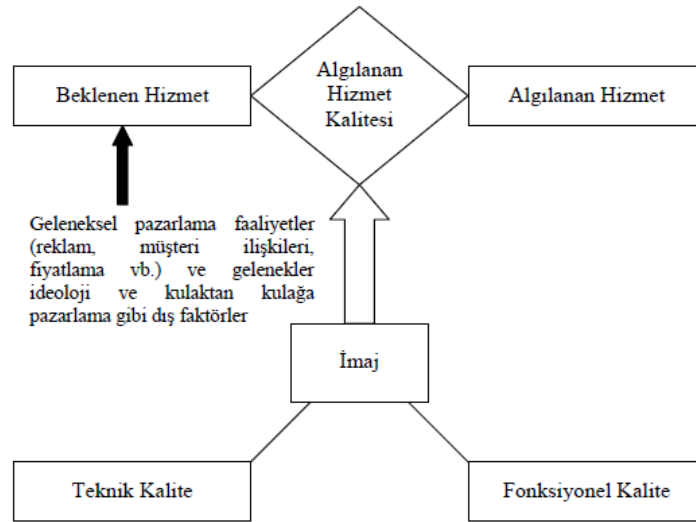 Beklenen Hizmet
Algılanan
Hizmet
Kalitesi
Algılanan Hizmet
Geleneksel pazarlama faaliyetler
(reklam, müşteri ilişkileri,
fiyatlama vb.) ve gelenekler
ideoloji ve kulaktan kulağa
pazarlama gibi dış faktörler
İmaj
Teknik Kalite
Fonksiyonel Kalite